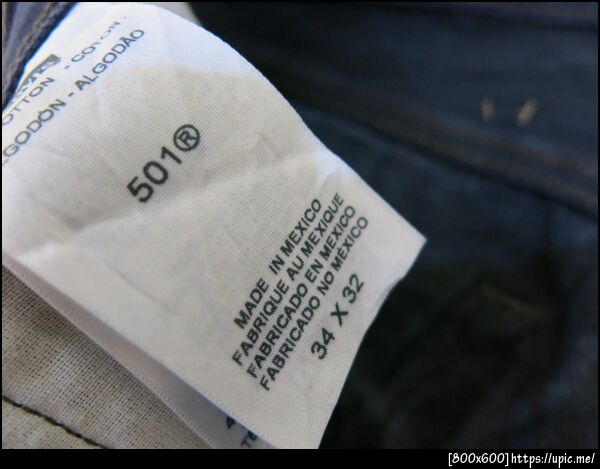 COTTON - COTON -
ALGODÓN - ALGODÃO
501®
MADE IN MEXICO
FABRIQUE AU MEXIQUE
FABRICADO EN MEXICO
FABRICADO NO MÉXICO
34 X 32
[800x600]https://upic.me/